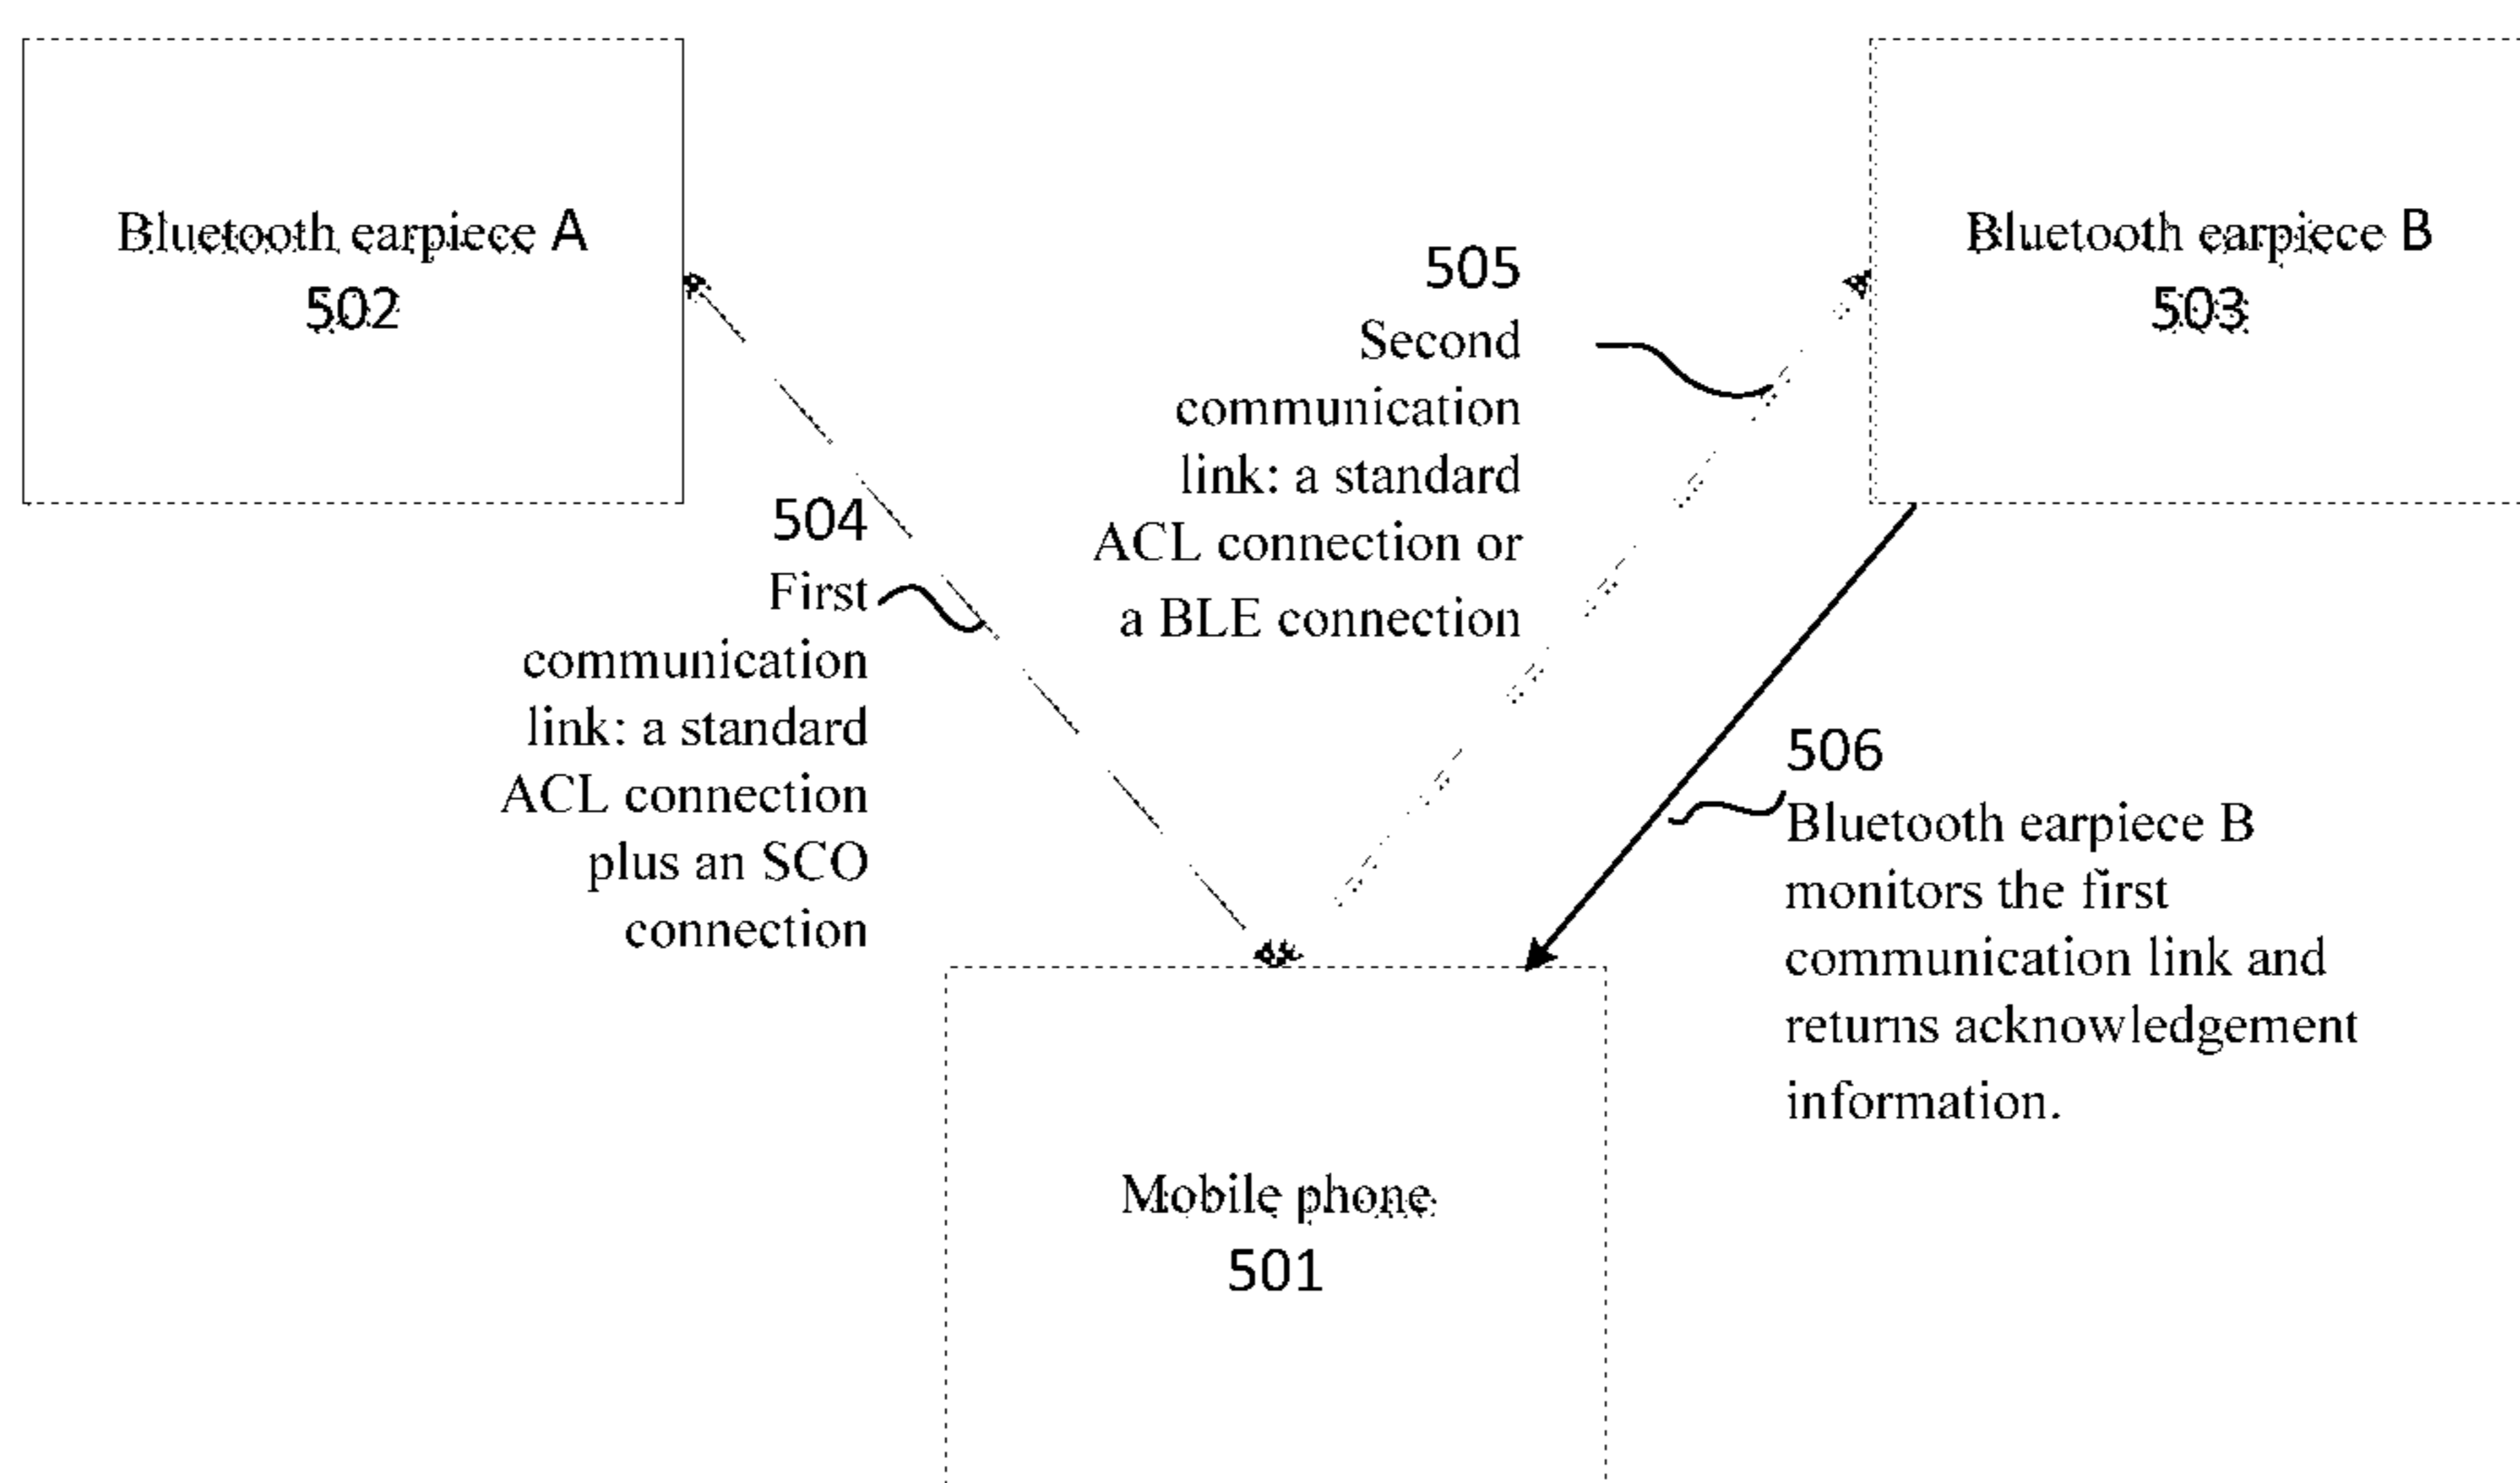 Bluetooth earpiece A
502
Bluetooth earpiece B
503
505
Second
communication
link: a standard
ACL connection or
a BLE connection
504
First
communication
link: a standard
ACL connection
plus an SCO
connection
506
Bluetooth earpiece B
monitors the first
communication link and
returns acknowledgement
information.
Mobile phone
501